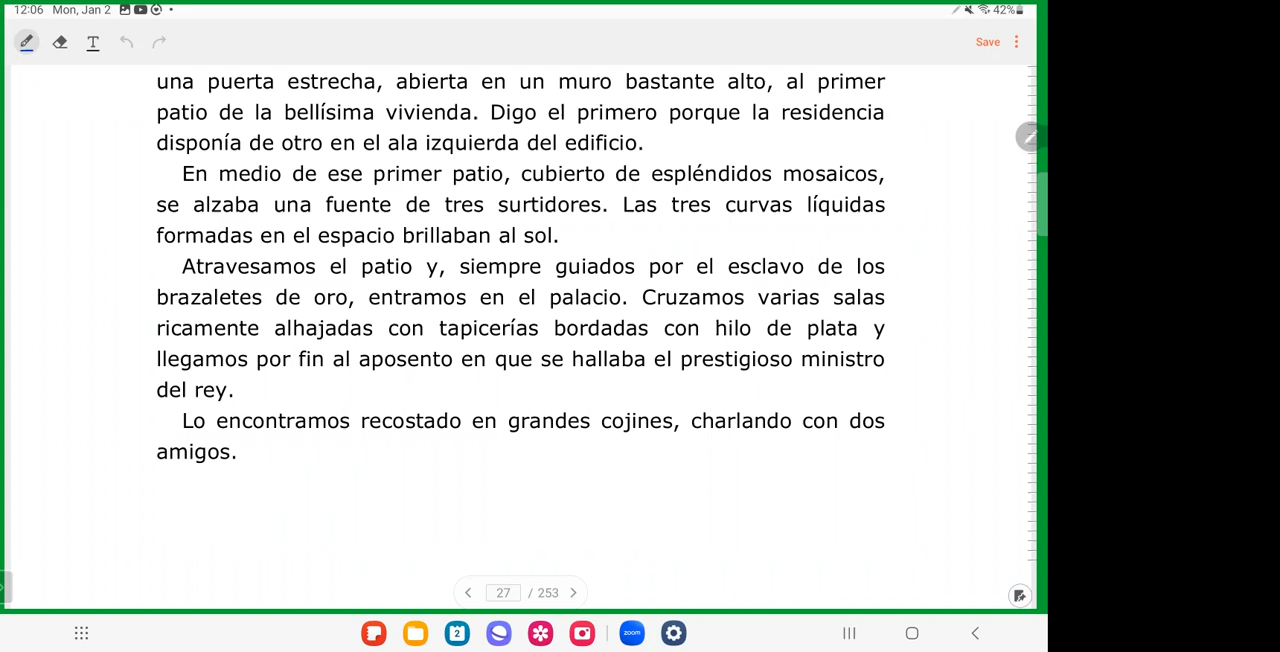 12:06 Mon, Jan 2 42%
T Save
una puerta estrecha, abierta en un muro bastante alto, al primer
patio de la bellísima vivienda. Digo el primero porque la residencia
disponía de otro en el ala izquierda del edificio.
En medio de ese primer patio, cubierto de espléndidos mosaicos,
se alzaba una fuente de tres surtidores. Las tres curvas líquidas
formadas en el espacio brillaban al sol.
Atravesamos el patio y, siempre guiados por el esclavo de los
brazaletes de oro, entramos en el palacio. Cruzamos varias salas
ricamente alhajadas con tapicerías bordadas con hilo de plata y
llegamos por fin al aposento en que se hallaba el prestigioso ministro
del rey.
Lo encontramos recostado en grandes cojines, charlando con dos
amigos.
27 / 253
2 zoom